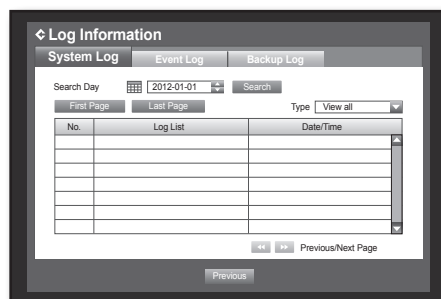 Log Information
System Log Event Log Backup Log
Search Day 2012-01-01 Search
First Page Last Page Type View all
No. Log List Date/Time
Previous/Next Page
Previous